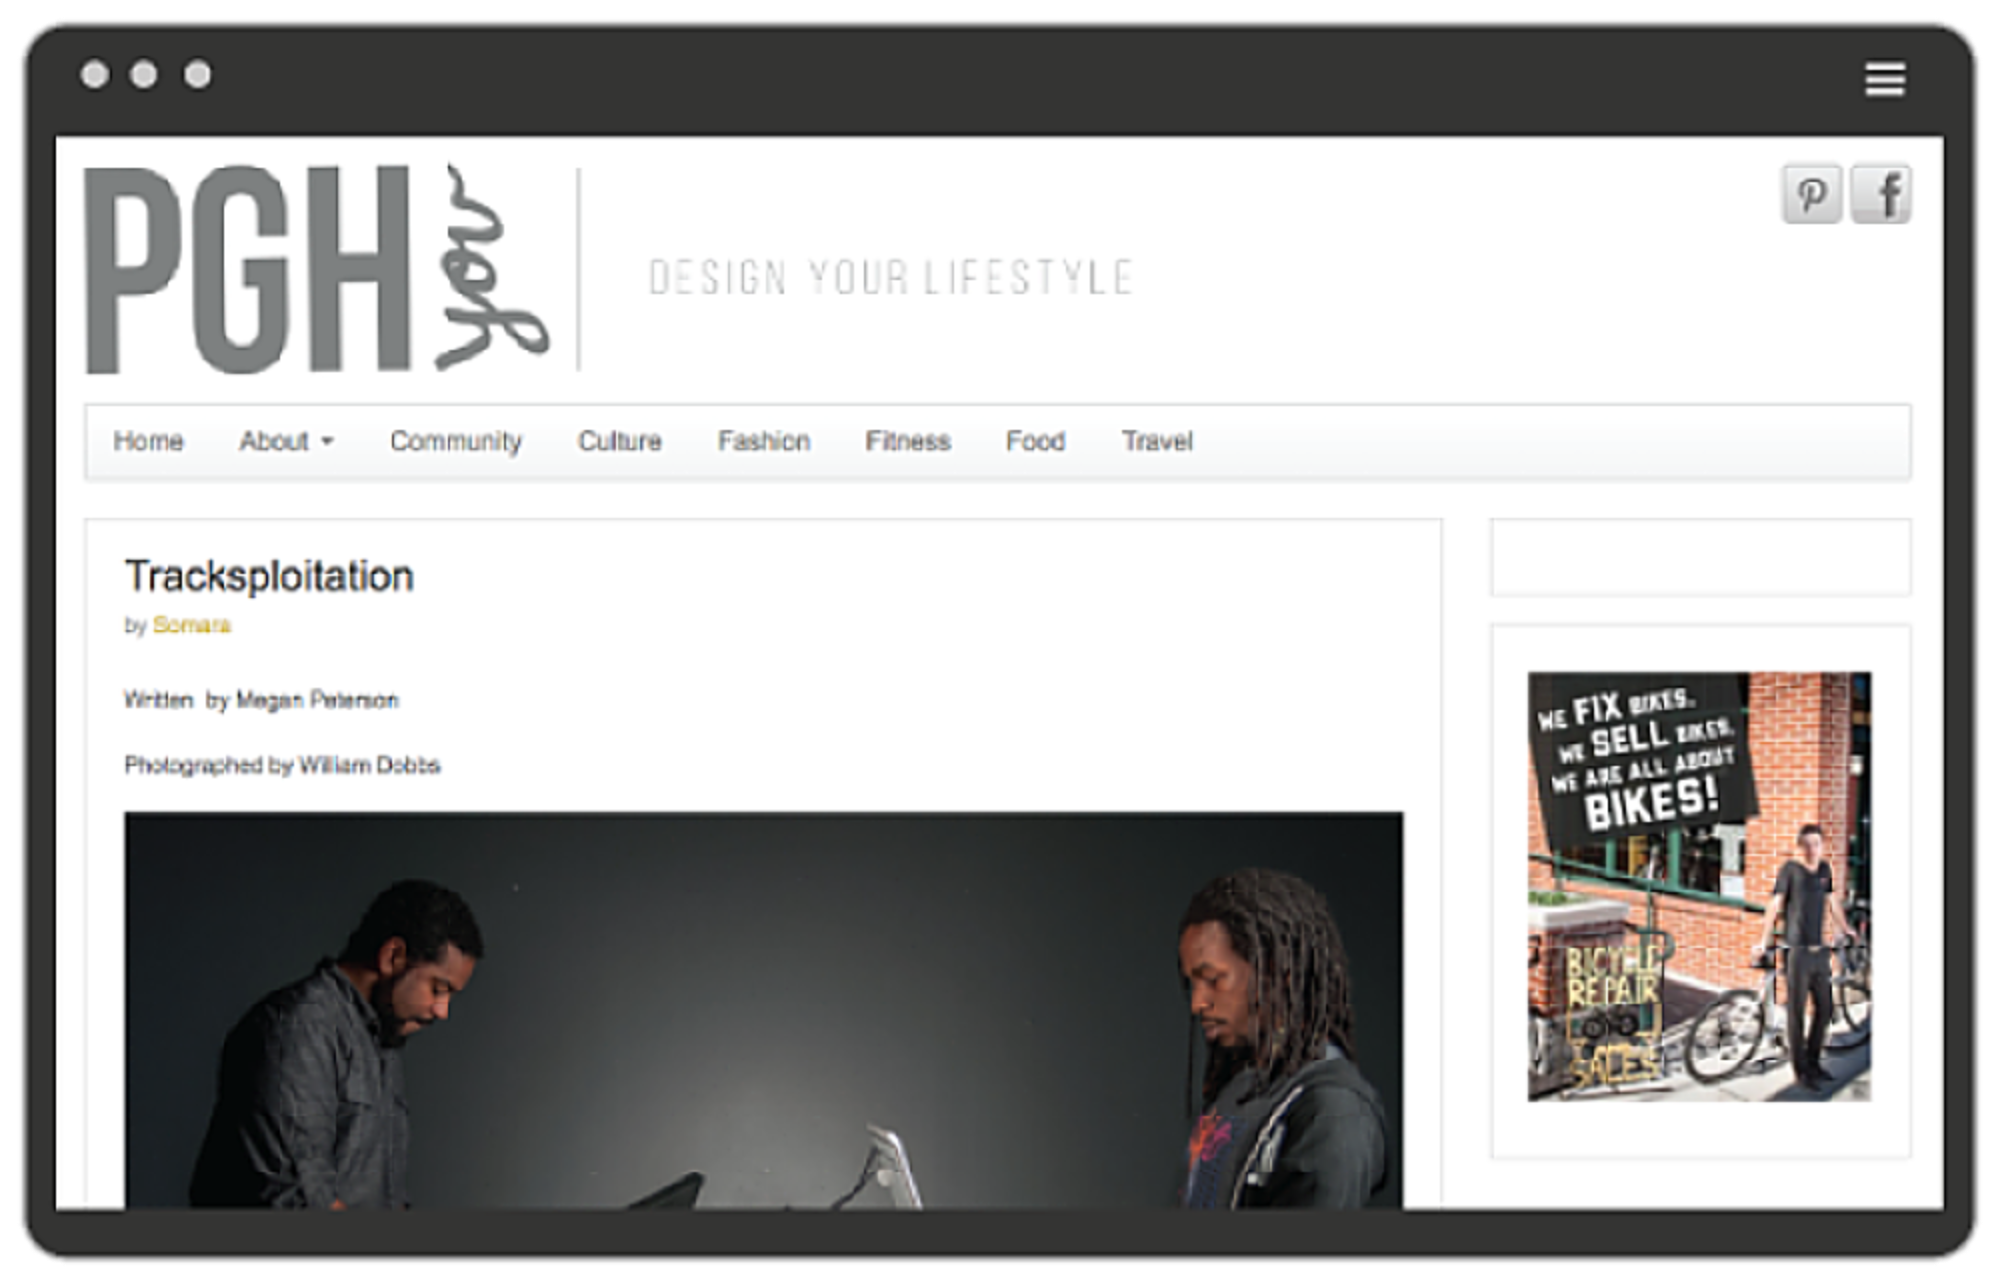 PGH you
DESIGN YOUR LIFESTYLE
Home About Community Culture Fashion Fitness Food Travel
Tracksploitation
by Somara
Written by Megan Peterson
Photographed by William Dobbs
WE FIX BIKES.
WE SELL BIKES.
WE ARE ALL ABOUT
BIKES!
BICYCLE
REPAIR
AND
SALES